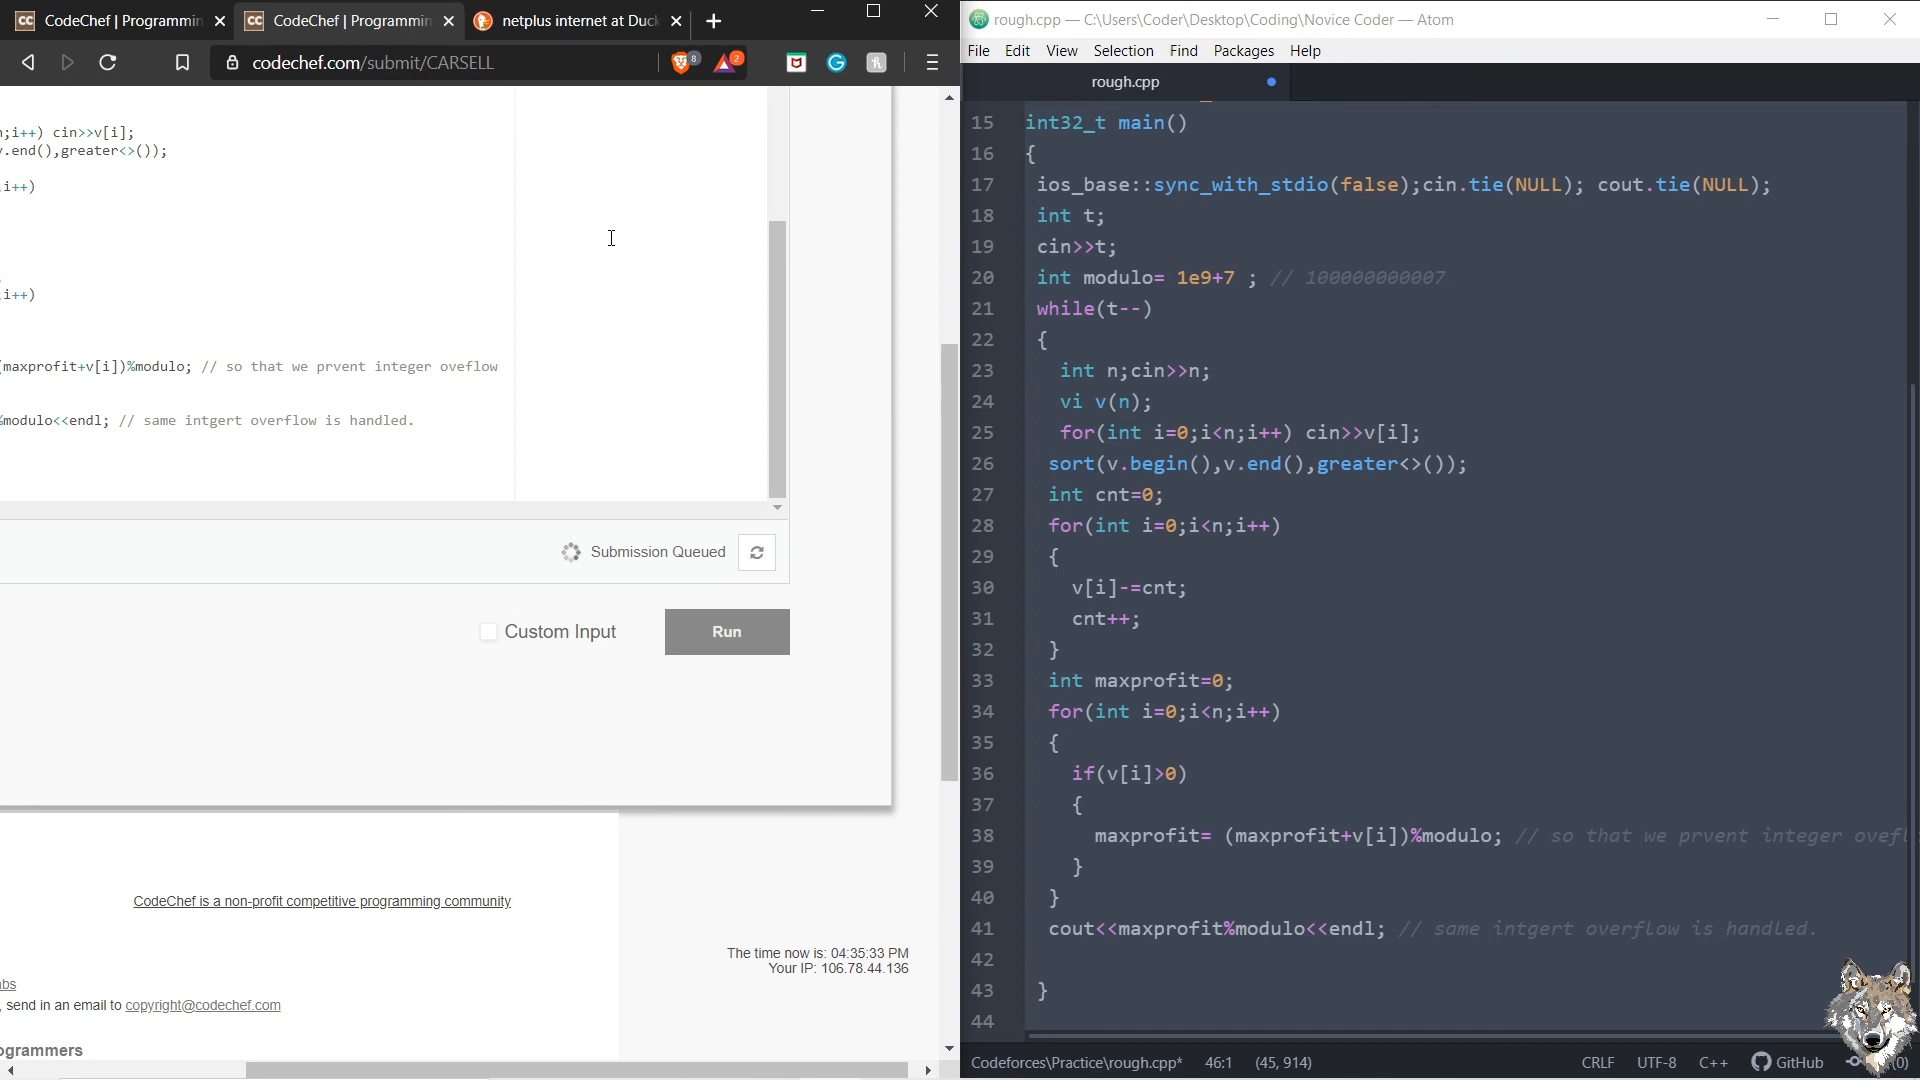 CodeChef | Programmin
CodeChef | Programmin
netplus internet at Duck
codechef.com/submit/CARSELL
8
2
;i++) cin>>v[i];
.end(),greater<>());
i++)
i++)
(maxprofit+v[i])%modulo; // so that we prvent integer oveflow
%modulo<<endl; // same intgert overflow is handled.
Submission Queued
Custom Input
Run
CodeChef is a non-profit competitive programming community
The time now is: 04:35:33 PM
Your IP: 106.78.44.136
bs
, send in an email to copyright@codechef.com
ogrammers
rough.cpp — C:\Users\Coder\Desktop\Coding\Novice Coder — Atom
File Edit View Selection Find Packages Help
rough.cpp
15 int32_t main()
16 {
17 ios_base::sync_with_stdio(false);cin.tie(NULL); cout.tie(NULL);
18 int t;
19 cin>>t;
20 int modulo= 1e9+7 ; // 100000000007
21 while(t--)
22 {
23 int n;cin>>n;
24 vi v(n);
25 for(int i=0;i<n;i++) cin>>v[i];
26 sort(v.begin(),v.end(),greater<>());
27 int cnt=0;
28 for(int i=0;i<n;i++)
29 {
30 v[i]-=cnt;
31 cnt++;
32 }
33 int maxprofit=0;
34 for(int i=0;i<n;i++)
35 {
36 if(v[i]>0)
37 {
38 maxprofit= (maxprofit+v[i])%modulo; // so that we prvent integer ovefl
39 }
40 }
41 cout<<maxprofit%modulo<<endl; // same intgert overflow is handled.
42
43 }
44
Codeforces\Practice\rough.cpp* 46:1 (45, 914) CRLF UTF-8 C++ GitHub (0)